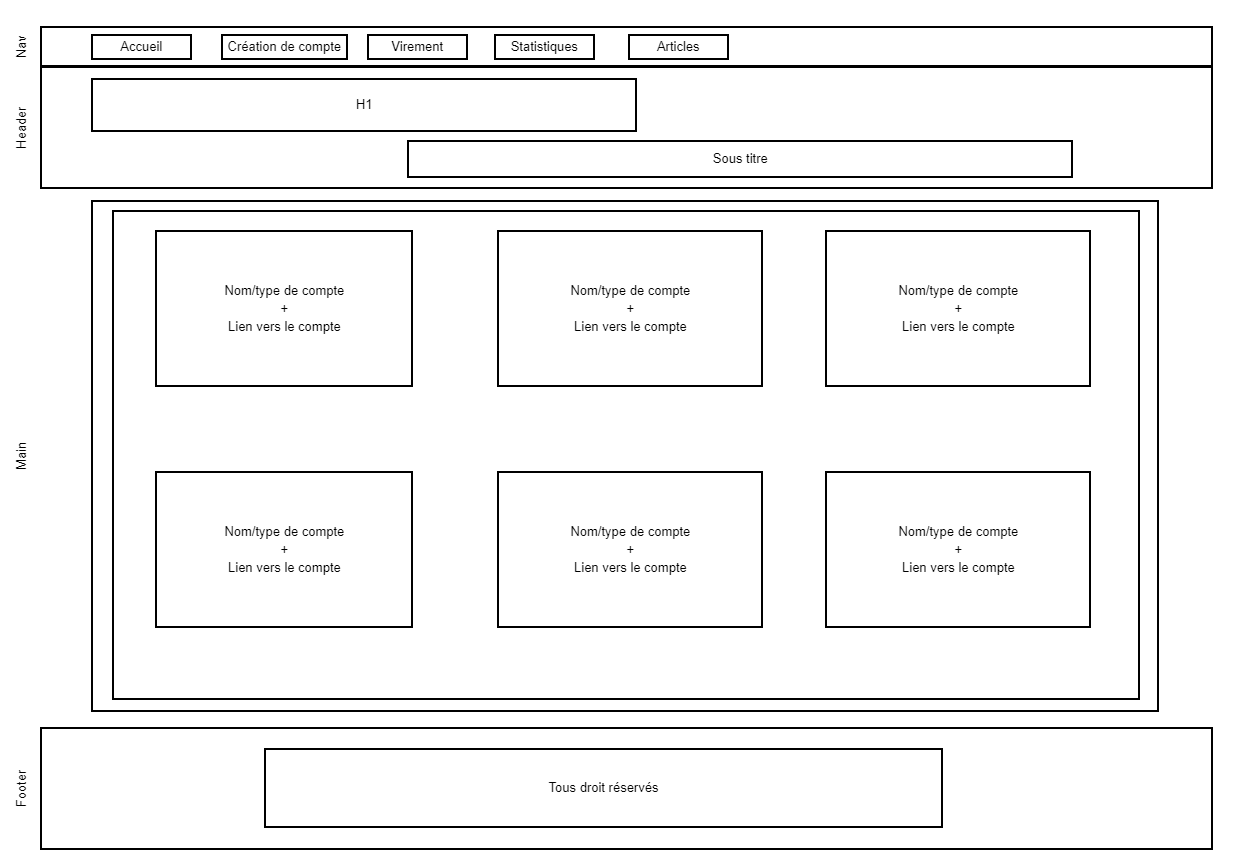 Nav
Accueil
Création de compte
Virement
Statistiques
Articles
Header
H1
Sous titre
Main
Nom/type de compte
+
Lien vers le compte
Nom/type de compte
+
Lien vers le compte
Nom/type de compte
+
Lien vers le compte
Nom/type de compte
+
Lien vers le compte
Nom/type de compte
+
Lien vers le compte
Nom/type de compte
+
Lien vers le compte
Footer
Tous droit réservés